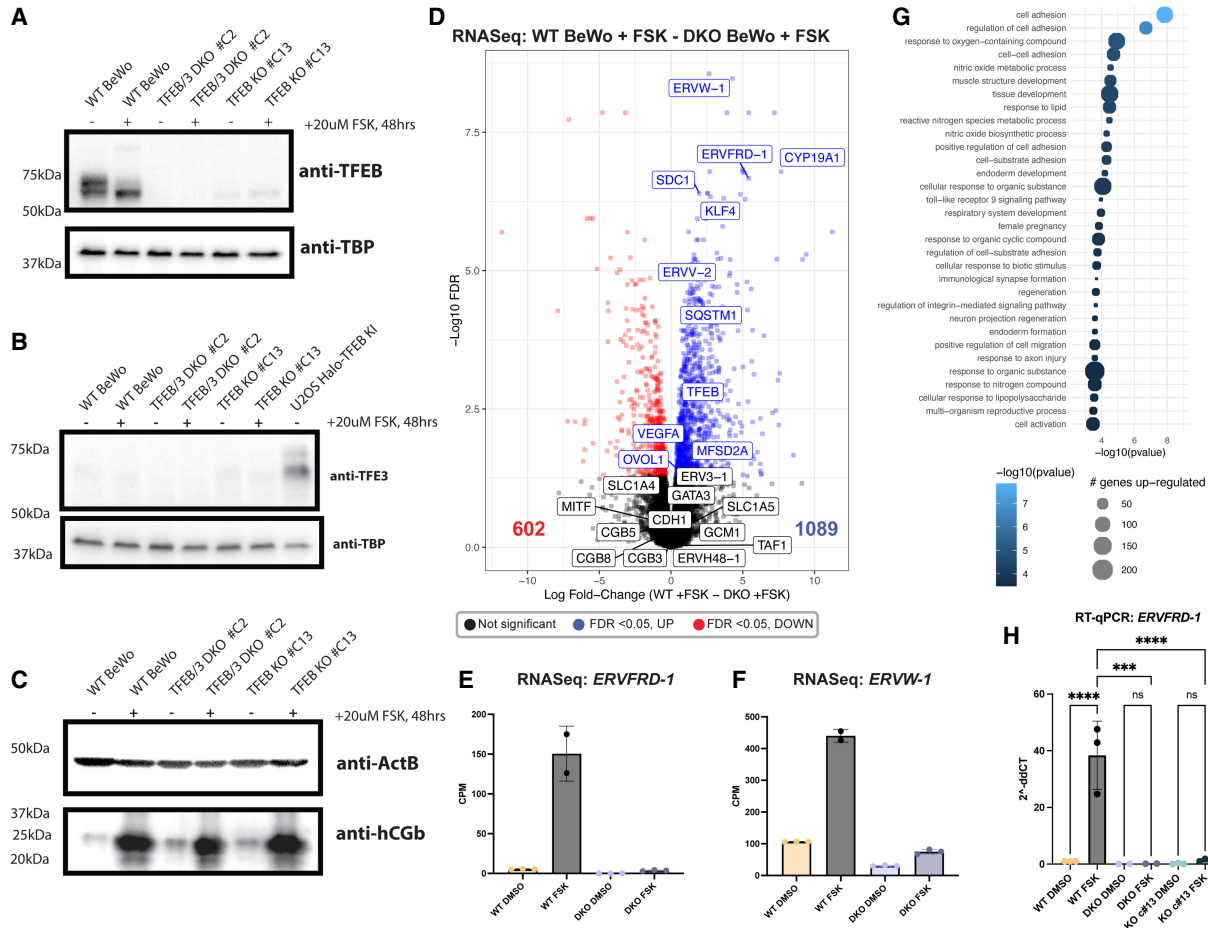 A
WT BeWo
WT BeWo
TFEB/3 DKO #C2
TFEB/3 DKO #C2
TFEB KO #C13
TFEB KO #C13
- + - + - + +20uM FSK, 48hrs
75kDa
50kDa
anti-TFEB
37kDa
anti-TBP
B
WT BeWo
WT BeWo
TFEB/3 DKO #C2
TFEB/3 DKO #C2
TFEB KO #C13
TFEB KO #C13
U2OS Halo-TFEB KI
- + - + - + - +20uM FSK, 48hrs
75kDa
anti-TFE3
50kDa
37kDa
anti-TBP
C
WT BeWo
WT BeWo
TFEB/3 DKO #C2
TFEB/3 DKO #C2
TFEB KO #C13
TFEB KO #C13
- + - + - + +20uM FSK, 48hrs
50kDa
anti-ActB
37kDa
25kDa
20kDa
anti-hCGb
D
RNASeq: WT BeWo + FSK - DKO BeWo + FSK
−Log10 FDR
7.5
5.0
2.5
0.0
ERVW−1
ERVFRD−1
CYP19A1
SDC1
KLF4
ERVV−2
SQSTM1
TFEB
VEGFA
MFSD2A
OVOL1
ERV3−1
SLC1A4
GATA3
MITF
SLC1A5
CDH1
CGB5
GCM1
TAF1
CGB8
CGB3
ERVH48−1
602
1089
−10 −5 0 5 10
Log Fold−Change (WT +FSK − DKO +FSK)
Not significant
FDR <0.05, UP
FDR <0.05, DOWN
E
RNASeq: ERVFRD-1
CPM
200
150
100
50
0
WT DMSO
WT FSK
DKO DMSO
DKO FSK
F
RNASeq: ERVW-1
CPM
500
400
300
200
100
0
WT DMSO
WT FSK
DKO DMSO
DKO FSK
G
cell adhesion
regulation of cell adhesion
response to oxygen−containing compound
cell−cell adhesion
nitric oxide metabolic process
muscle structure development
tissue development
response to lipid
reactive nitrogen species metabolic process
nitric oxide biosynthetic process
positive regulation of cell adhesion
cell−substrate adhesion
endoderm development
cellular response to organic substance
toll−like receptor 9 signaling pathway
respiratory system development
female pregnancy
response to organic cyclic compound
regulation of cell−substrate adhesion
cellular response to biotic stimulus
immunological synapse formation
regeneration
regulation of integrin−mediated signaling pathway
neuron projection regeneration
endoderm formation
positive regulation of cell migration
response to axon injury
response to organic substance
response to nitrogen compound
cellular response to lipopolysaccharide
multi−organism reproductive process
cell activation
4 6 8
−log10(pvalue)
-log10(pvalue)
7
6
5
4
# genes up−regulated
50
100
150
200
H
RT-qPCR: ERVFRD-1
****
***
**** ns ns
2^-ddCT
60
40
20
0
WT DMSO
WT FSK
DKO DMSO
DKO FSK
KO c#13 DMSO
KO c#13 FSK